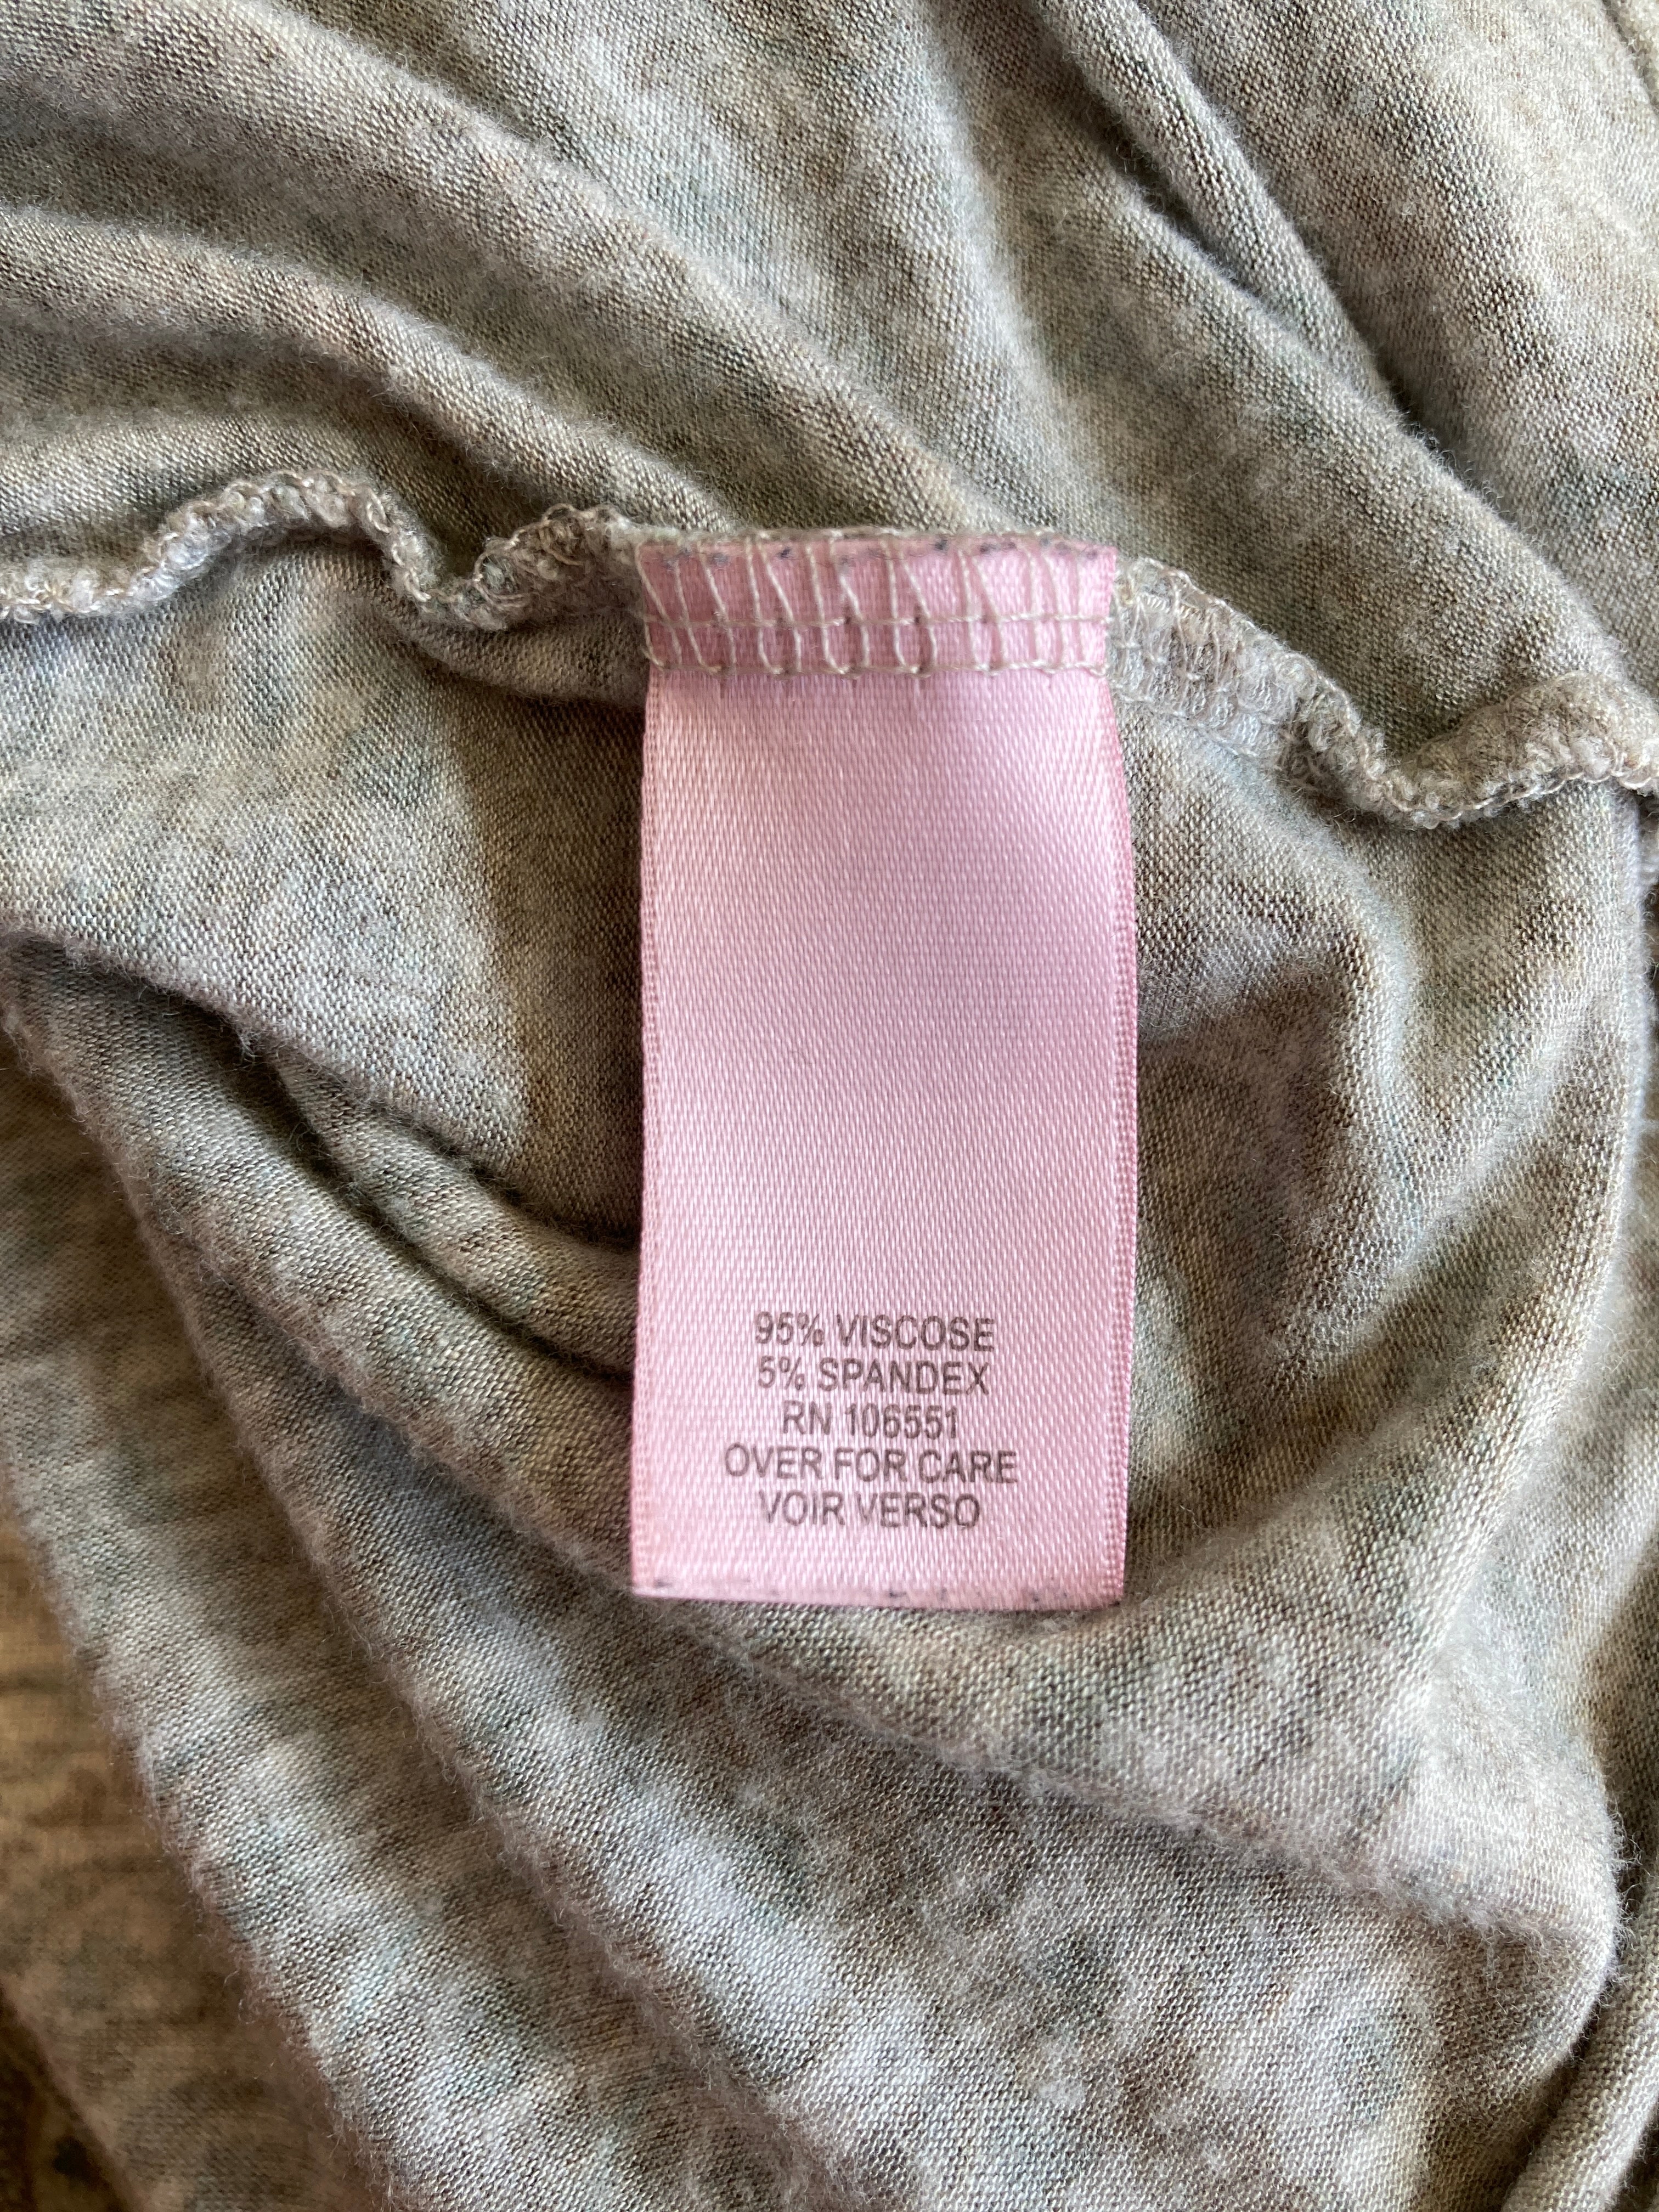 95% VISCOSE
5% SPANDEX
RN 106551
OVER FOR CARE
VOIR VERSO